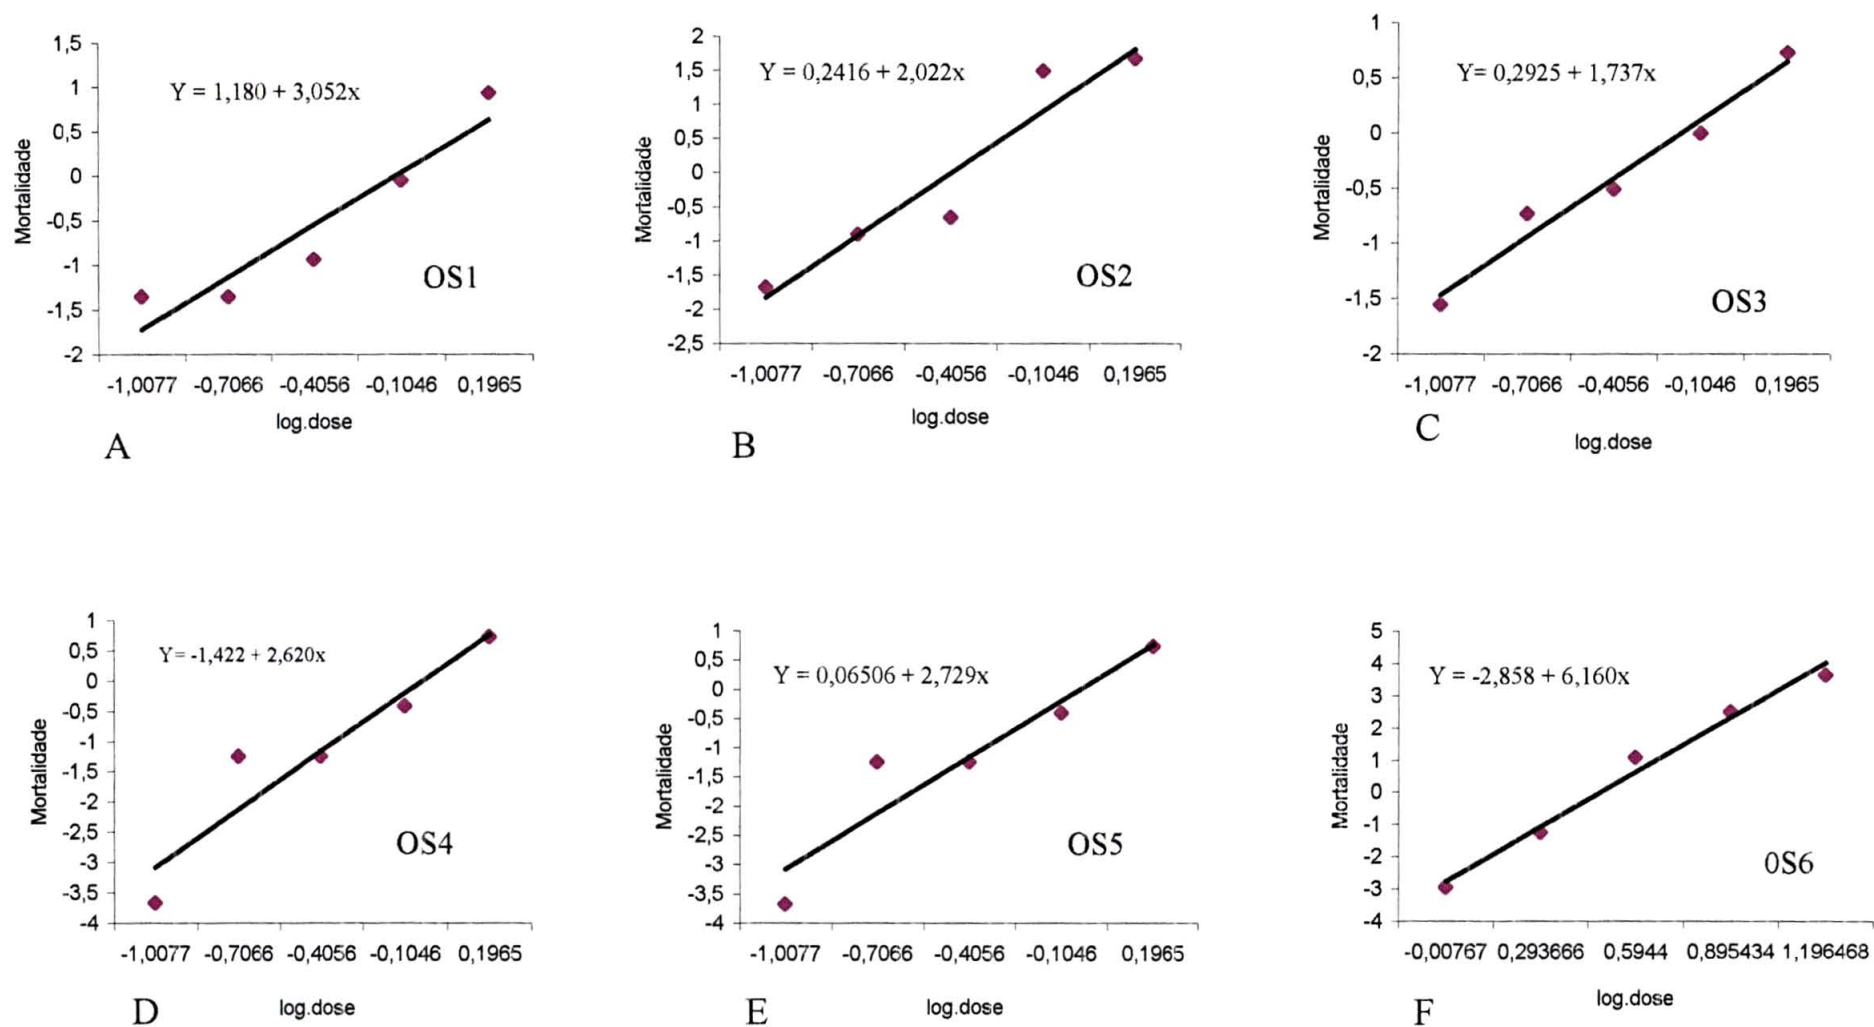 1,5
1
0,5
0
-0,5
-1
-1,5
-2
Mortalidade
Y = 1,180 + 3,052x
OS1
-1,0077 -0,7066 -0,4056 -0,1046 0,1965
log.dose
A
2
1,5
1
0,5
0
-0,5
-1
-1,5
-2
-2,5
Mortalidade
Y = 0,2416 + 2,022x
OS2
-1,0077 -0,7066 -0,4056 -0,1046 0,1965
log.dose
B
1
0,5
0
-0,5
-1
-1,5
-2
Mortalidade
Y= 0,2925 + 1,737x
OS3
-1,0077 -0,7066 -0,4056 -0,1046 0,1965
log.dose
C
1
0,5
0
-0,5
-1
-1,5
-2
-2,5
-3
-3,5
-4
Mortalidade
Y= -1,422 + 2,620x
OS4
-1,0077 -0,7066 -0,4056 -0,1046 0,1965
log.dose
D
1
0,5
0
-0,5
-1
-1,5
-2
-2,5
-3
-3,5
-4
Mortalidade
Y = 0,06506 + 2,729x
OS5
-1,0077 -0,7066 -0,4056 -0,1046 0,1965
log.dose
E
5
4
3
2
1
0
-1
-2
-3
-4
Mortalidade
Y = -2,858 + 6,160x
0S6
-0,00767 0,293666 0,5944 0,895434 1,196468
log.dose
F